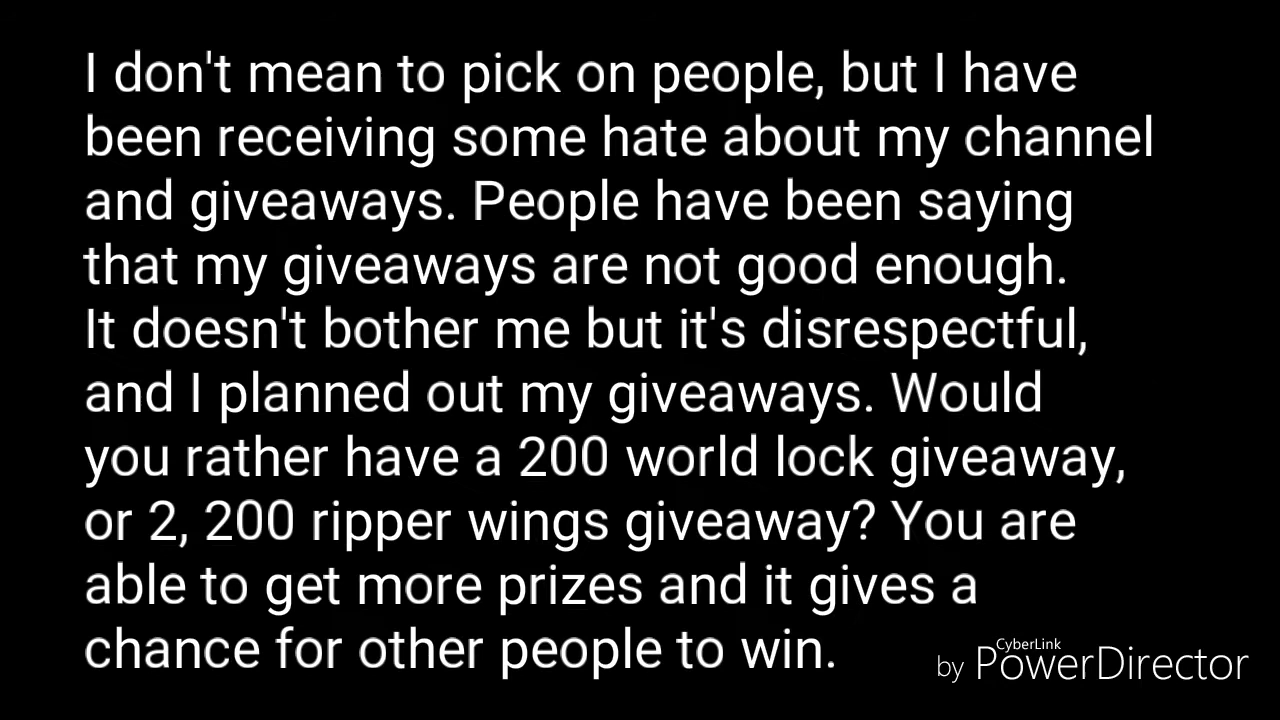 I don't mean to pick on people, but I have
been receiving some hate about my channel
and giveaways. People have been saying
that my giveaways are not good enough.
It doesn't bother me but it's disrespectful,
and I planned out my giveaways. Would
you rather have a 200 world lock giveaway,
or 2, 200 ripper wings giveaway? You are
able to get more prizes and it gives a
chance for other people to win.
CyberLink
by PowerDirector